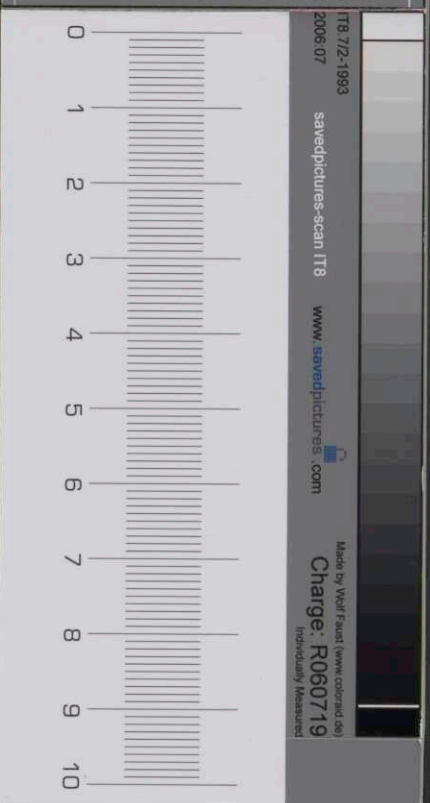 IT8.7/2-1993
2006:07
savedpictures-scan IT8
www.savedpictures.com
Made by Wolf Faust (www.coloraid.de)
Charge: R060719
Individually Measured
0
1
2
3
4
5
6
7
8
9
10